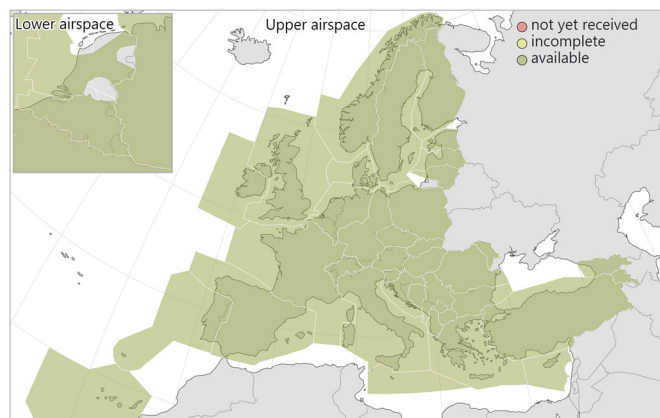 Lower airspace
Upper airspace
not yet received
incomplete
available